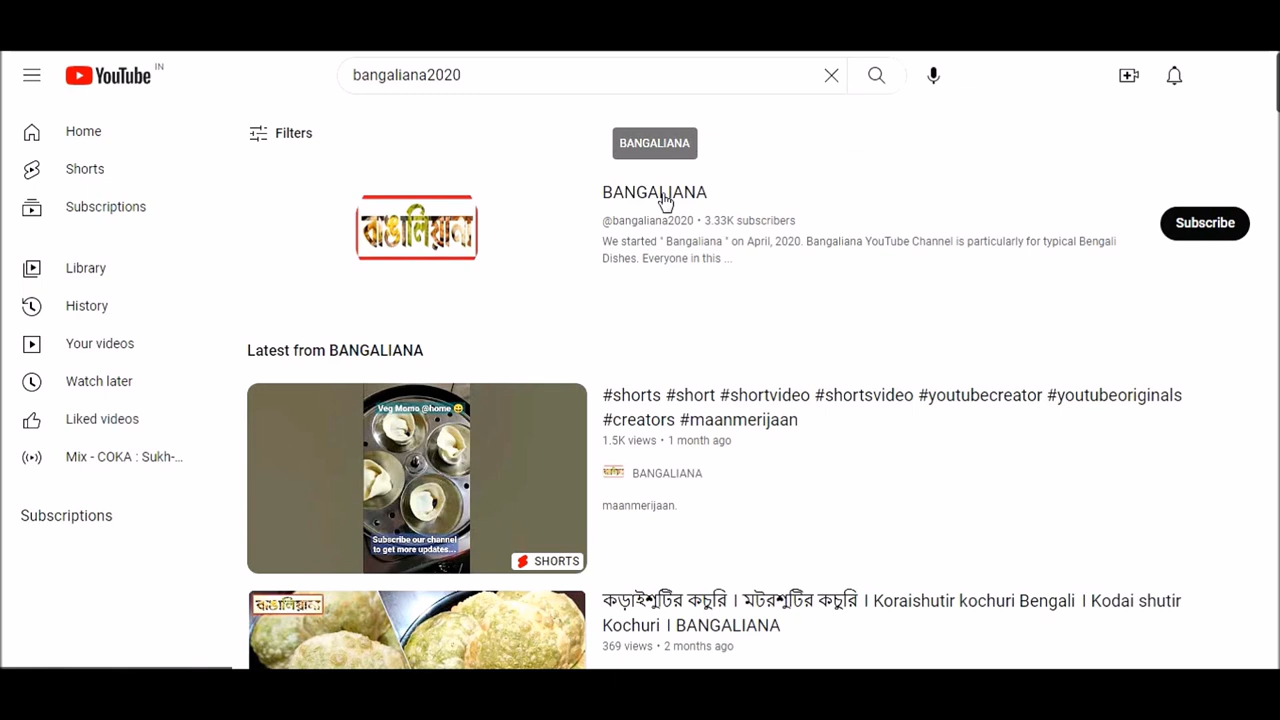 YouTube IN
bangaliana2020
Home
Shorts
Subscriptions
Library
History
Your videos
Watch later
Liked videos
Mix - COKA : Sukh-...
Subscriptions
Filters
BANGALIANA
বাঙালিয়ানা
BANGALIANA
@bangaliana2020 • 3.33K subscribers
We started " Bangaliana " on April, 2020. Bangaliana YouTube Channel is particularly for typical Bengali
Dishes. Everyone in this ...
Subscribe
Latest from BANGALIANA
Veg Momo @home
Subscribe our channel
to get more updates...
SHORTS
#shorts #short #shortvideo #shortsvideo #youtubecreator #youtubeoriginals
#creators #maanmerijaan
1.5K views • 1 month ago
BANGALIANA
maanmerijaan.
বাঙালিয়ানা
কড়াইশুটির কচুরি । মটরশুটির কচুরি । Koraishutir kochuri Bengali । Kodai shutir
Kochuri । BANGALIANA
369 views • 2 months ago